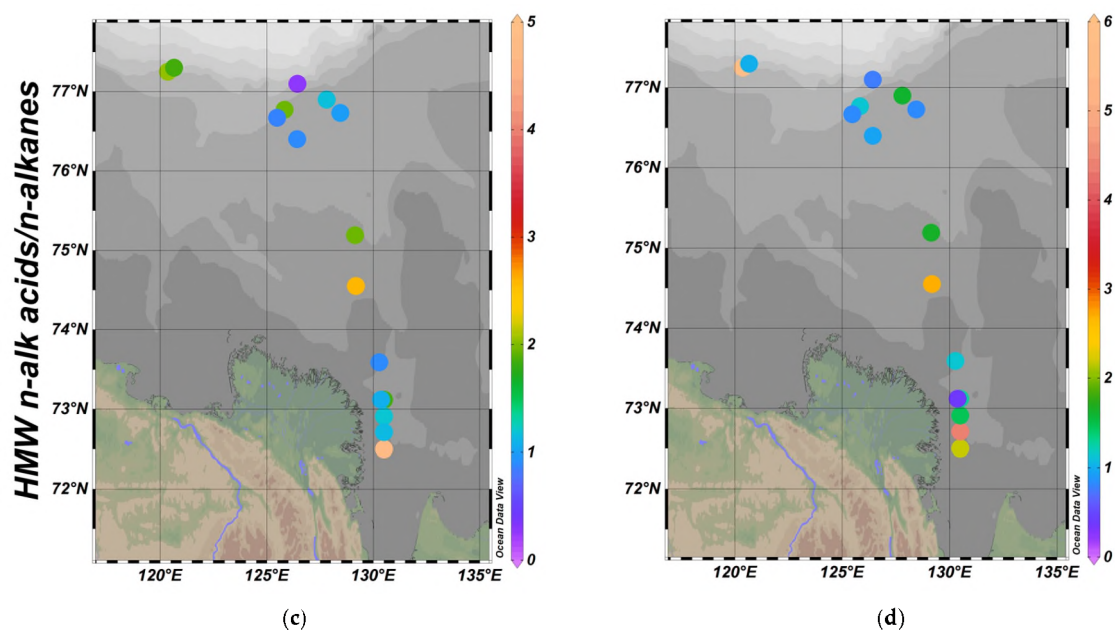 HMW n-alk acids/n-alkanes
77°N
76°N
75°N
74°N
73°N
72°N
120°E
125°E
130°E
135°E
5
4
3
2
1
0
Ocean Data View
(c)
77°N
76°N
75°N
74°N
73°N
72°N
120°E
125°E
130°E
135°E
6
5
4
3
2
1
0
Ocean Data View
(d)